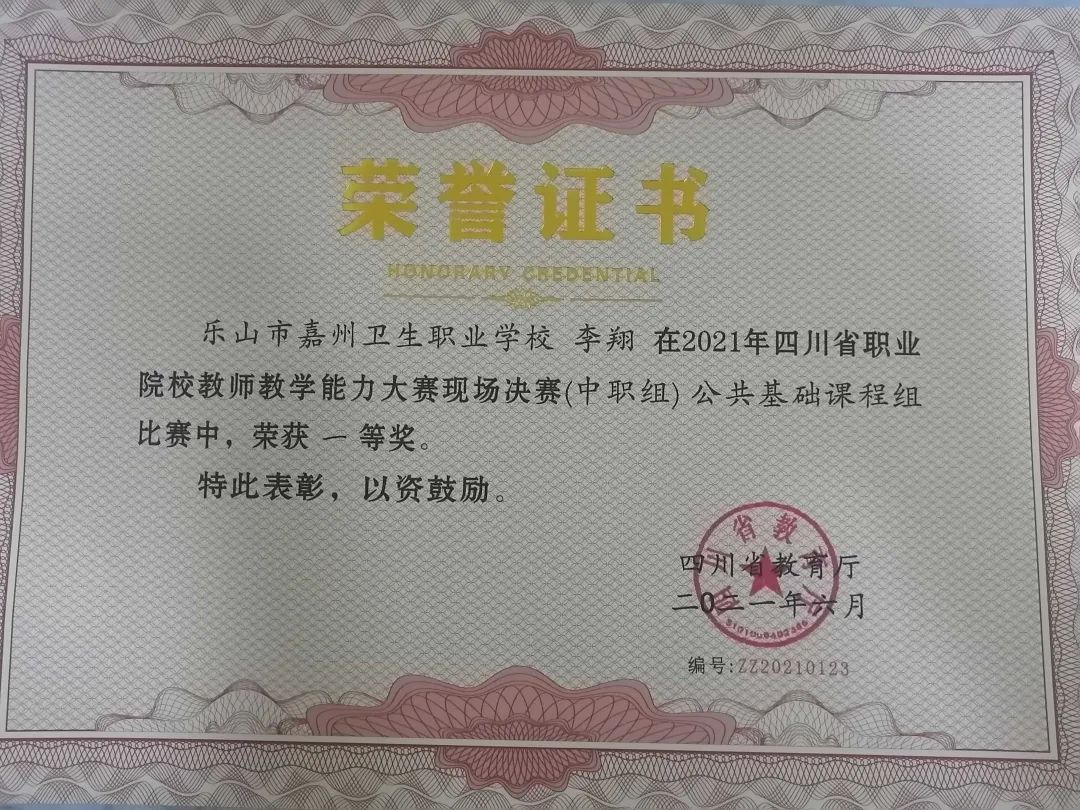 荣誉证书
HONORARY CREDENTIAL
乐山市嘉州卫生职业学校 李翔 在2021年四川省职业
院校教师教学能力大赛现场决赛(中职组) 公共基础课程组
比赛中，荣获 一 等奖。
特此表彰，以资鼓励。
四川省教育厅
四川省教育厅
二〇二一年六月
编号:ZZ20210123